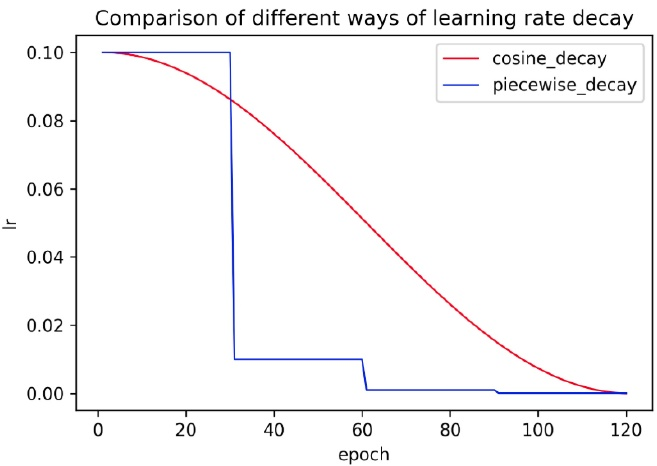 Comparison of different ways of learning rate decay
cosine_decay
piecewise_decay
0.10
0.08
0.06
0.04
0.02
0.00
lr
0 20 40 60 80 100 120
epoch